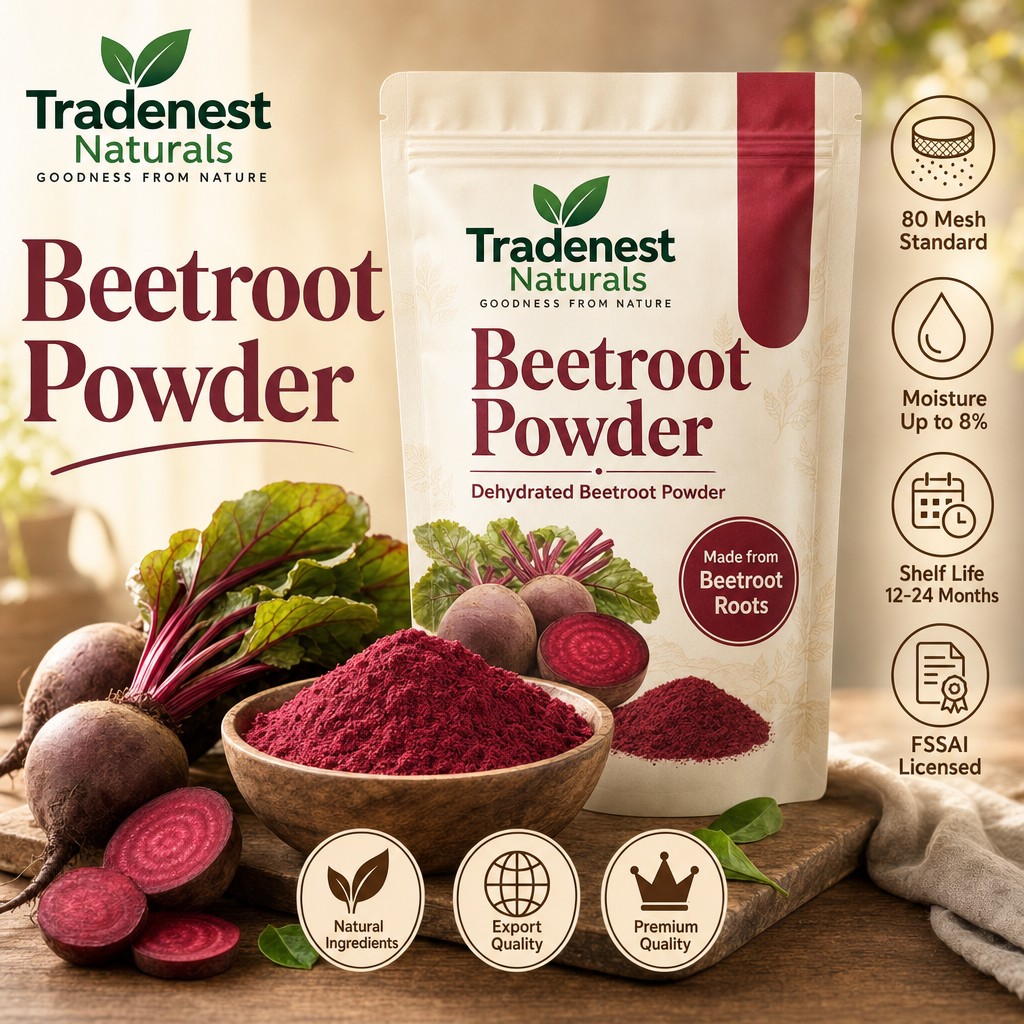 Tradenest
Naturals
GOODNESS FROM NATURE
Beetroot
Powder
Tradenest
Naturals
GOODNESS FROM NATURE
Beetroot
Powder
Dehydrated Beetroot Powder
Made from
Beetroot
Roots
80 Mesh
Standard
Moisture
Up to 8%
Shelf Life
12-24 Months
FSSAI
Licensed
Natural
Ingredients
Export
Quality
Premium
Quality